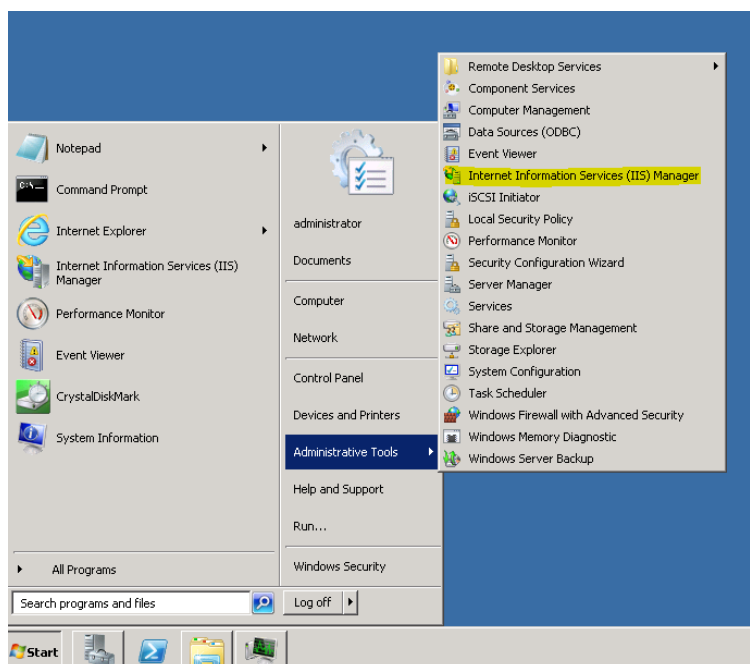 Notepad
Command Prompt
Internet Explorer
Internet Information Services (IIS)
Manager
Performance Monitor
Event Viewer
CrystalDiskMark
System Information
All Programs
Search programs and files
administrator
Documents
Computer
Network
Control Panel
Devices and Printers
Administrative Tools
Help and Support
Run...
Windows Security
Log off
Remote Desktop Services
Component Services
Computer Management
Data Sources (ODBC)
Event Viewer
Internet Information Services (IIS) Manager
iSCSI Initiator
Local Security Policy
Performance Monitor
Security Configuration Wizard
Server Manager
Services
Share and Storage Management
Storage Explorer
System Configuration
Task Scheduler
Windows Firewall with Advanced Security
Windows Memory Diagnostic
Windows Server Backup
Start